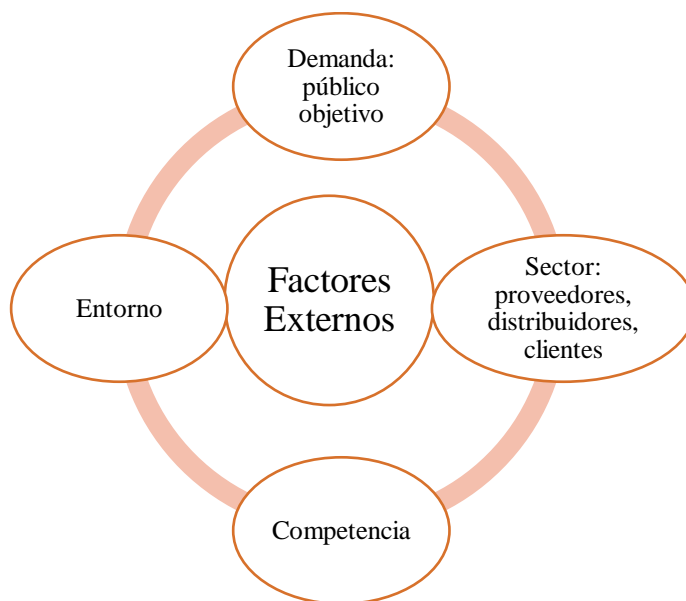 Demanda:
público
objetivo
Factores
Externos
Sector:
proveedores,
distribuidores,
clientes
Entorno
Competencia